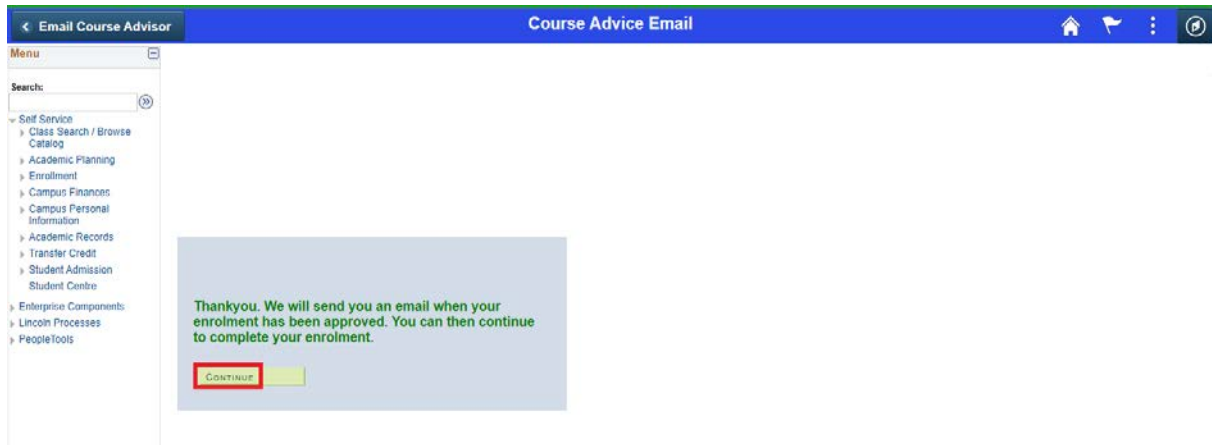 Email Course Advisor
Course Advice Email
Menu
Search:
Self Service
Class Search / Browse
Catalog
Academic Planning
Enrollment
Campus Finances
Campus Personal
Information
Academic Records
Transfer Credit
Student Admission
Student Centre
Enterprise Components
Lincoln Processes
PeopleTools
Thankyou. We will send you an email when your
enrolment has been approved. You can then continue
to complete your enrolment.
CONTINUE